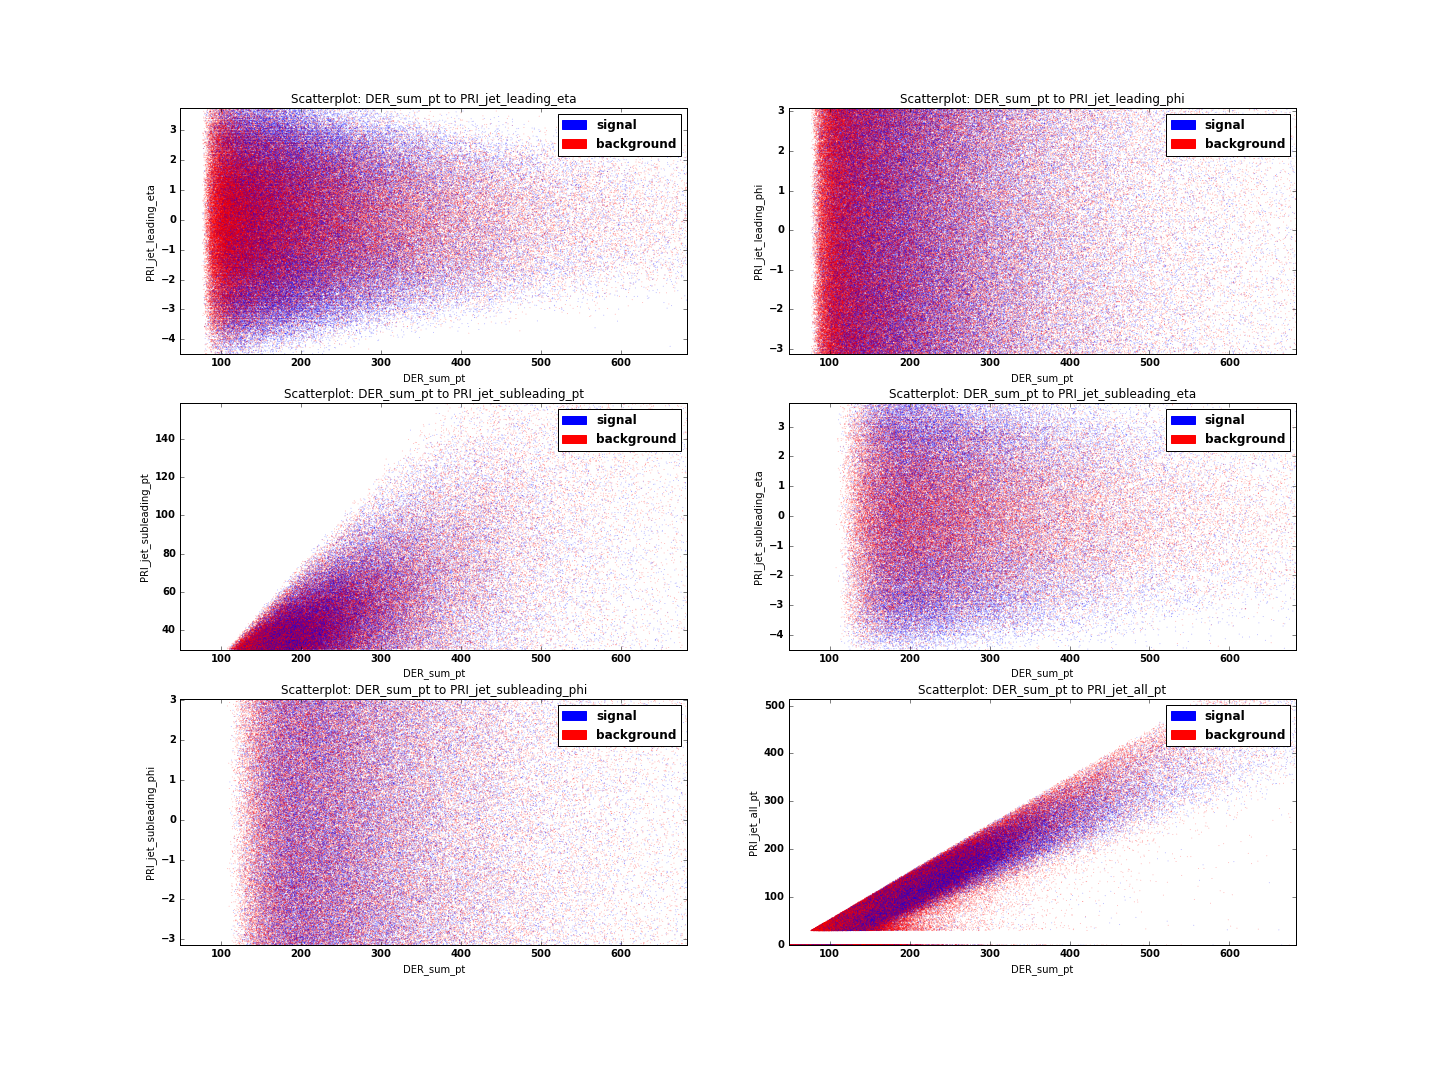 Scatterplot: DER_sum_pt to PRI_jet_leading_eta
signal
background
PRI_jet_leading_eta
3
2
1
0
−1
−2
−3
−4
100 200 300 400 500 600
DER_sum_pt
Scatterplot: DER_sum_pt to PRI_jet_leading_phi
signal
background
PRI_jet_leading_phi
3
2
1
0
−1
−2
−3
100 200 300 400 500 600
DER_sum_pt
Scatterplot: DER_sum_pt to PRI_jet_subleading_pt
signal
background
PRI_jet_subleading_pt
140
120
100
80
60
40
100 200 300 400 500 600
DER_sum_pt
Scatterplot: DER_sum_pt to PRI_jet_subleading_eta
signal
background
PRI_jet_subleading_eta
3
2
1
0
−1
−2
−3
−4
100 200 300 400 500 600
DER_sum_pt
Scatterplot: DER_sum_pt to PRI_jet_subleading_phi
signal
background
PRI_jet_subleading_phi
3
2
1
0
−1
−2
−3
100 200 300 400 500 600
DER_sum_pt
Scatterplot: DER_sum_pt to PRI_jet_all_pt
signal
background
PRI_jet_all_pt
500
400
300
200
100
0
100 200 300 400 500 600
DER_sum_pt